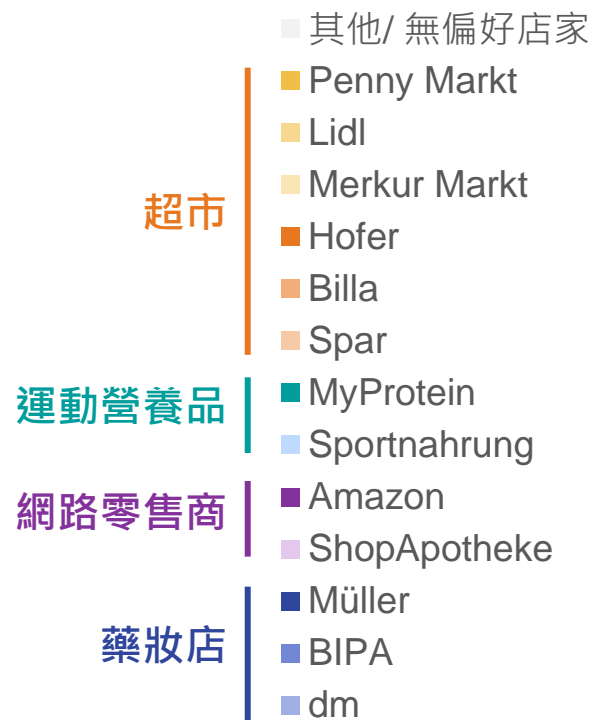 其他/ 無偏好店家
超市
Penny Markt
Lidl
Merkur Markt
Hofer
Billa
Spar
運動營養品
MyProtein
Sportnahrung
網路零售商
Amazon
ShopApotheke
藥妝店
Müller
BIPA
dm